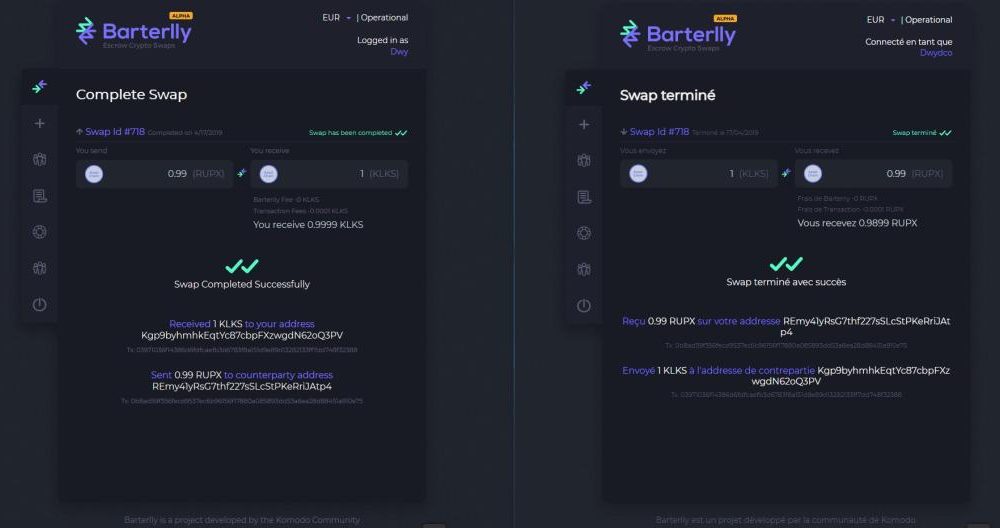 ALPHA
Barterlly
Escrow Crypto Swaps
EUR | Operational
Logged in as
Dwy
Complete Swap
Swap Id #718 Completed on 4/17/2019
Swap has been completed
You send
You receive
0.99 (RUPX)
1 (KLKS)
Barterlly Fee -0 KLKS
Transaction Fees -0.0001 KLKS
You receive 0.9999 KLKS
Swap Completed Successfully
Received 1 KLKS to your address
Kgp9byhmhkEqtYc87cbpFXzwgdN62oQ3PV
Tx:
Sent 0.99 RUPX to counterparty address
REmy41yRsG7thf227sSLcStPKeRriJAtp4
Tx:
Barterlly is a project developed by the Komodo Community
ALPHA
Barterlly
Escrow Crypto Swaps
EUR | Operational
Connecté en tant que
Dwydco
Swap terminé
Swap Id #718 Terminé le 17/04/2019
Swap terminé
Vous envoyez
Vous recevez
1 (KLKS)
0.99 (RUPX)
Frais de Barterlly -0 RUPX
Frais de Transaction -0.0001 RUPX
Vous recevez 0.9899 RUPX
Swap terminé avec succès
Reçu 0.99 RUPX sur votre addresse REmy41yRsG7thf227sSLcStPKeRriJAt
p4
Tx:
Envoyé 1 KLKS à l'addresse de contrepartie Kgp9byhmhkEqtYc87cbpFXz
wgdN62oQ3PV
Tx:
Barterlly est un projet développé par la communauté de Komodo